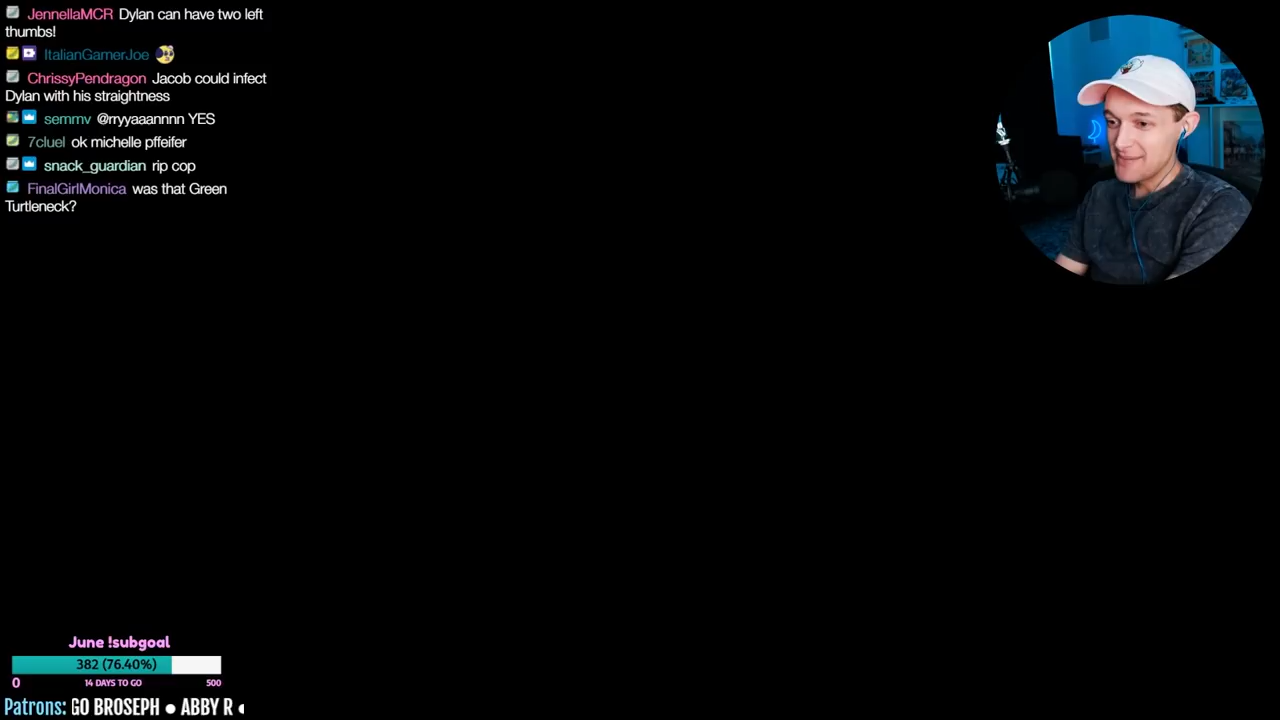 JennellaMCR Dylan can have two left
thumbs!
ItalianGamerJoe
ChrissyPendragon Jacob could infect
Dylan with his straightness
semmv @rryyaaannnn YES
7cluel ok michelle pffeifer
snack_guardian rip cop
FinalGirlMonica was that Green
Turtleneck?
June !subgoal
382 (76.40%)
0 14 DAYS TO GO 500
Patrons: GO BROSEPH ● ABBY R